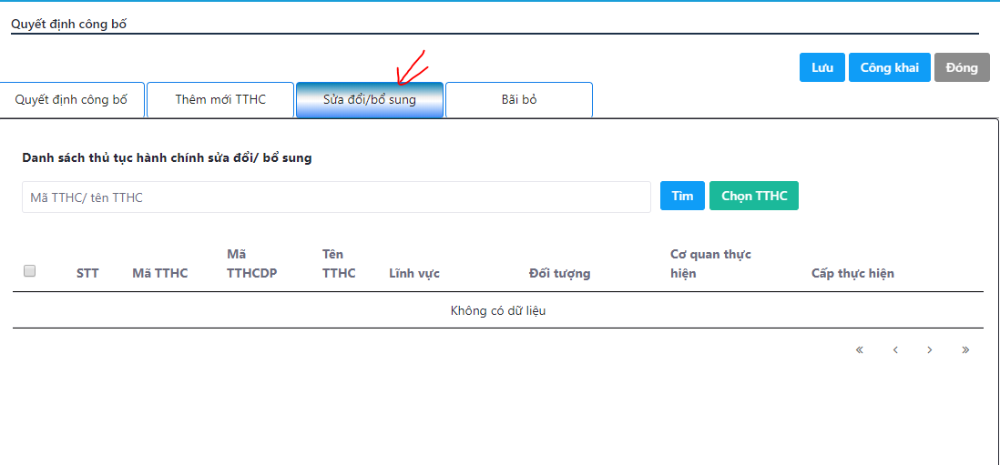 Quyết định công bố
Lưu Công khai Đóng
Quyết định công bố Thêm mới TTHC Sửa đổi/bổ sung Bãi bỏ
Danh sách thủ tục hành chính sửa đổi/ bổ sung
Mã TTHC/ tên TTHC Tìm Chọn TTHC
STT Mã TTHC Mã TTHCDP Tên TTHC Lĩnh vực Đối tượng Cơ quan thực hiện Cấp thực hiện
Không có dữ liệu
« ‹ › »